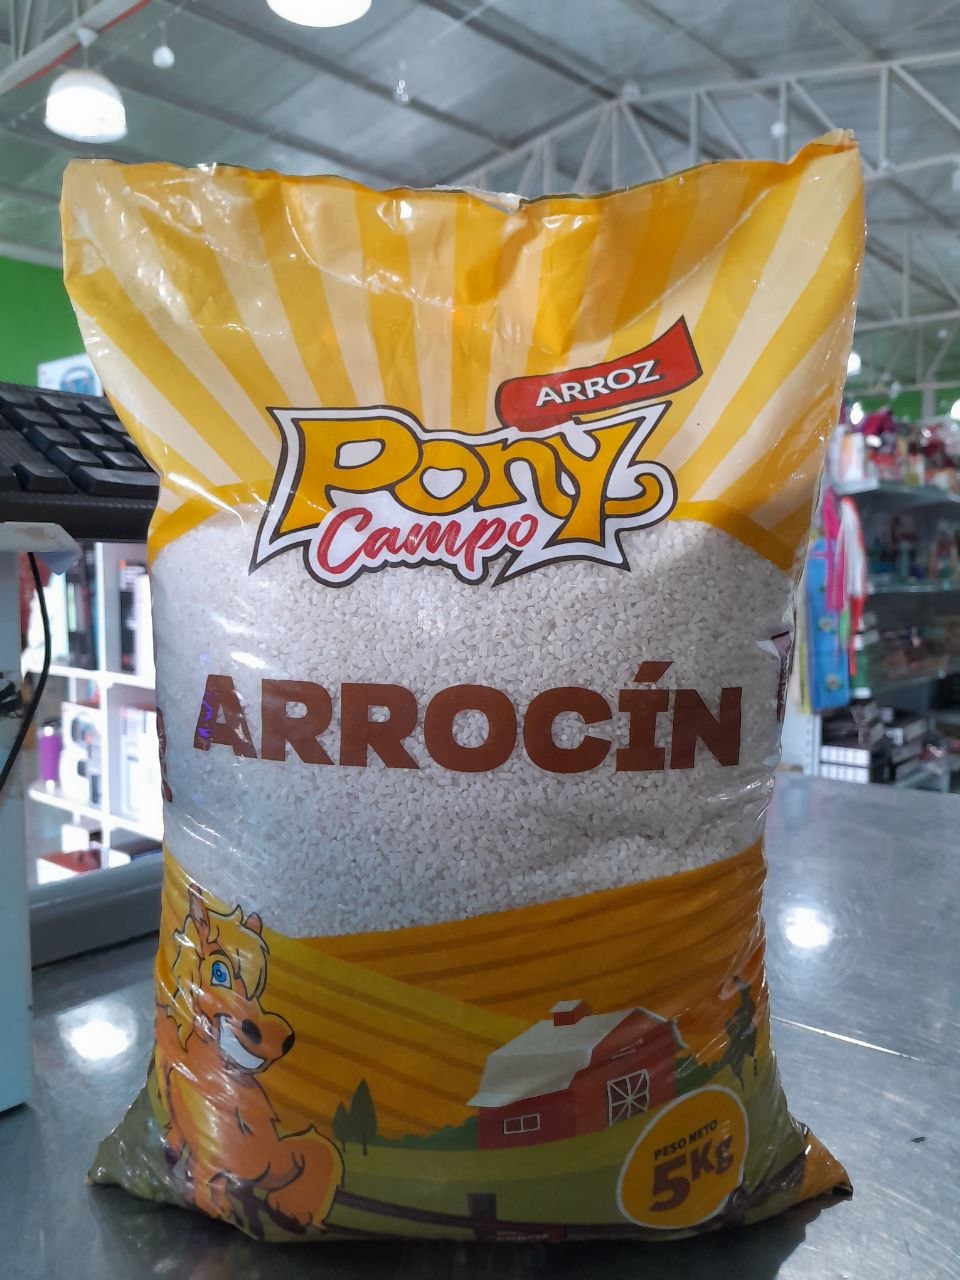 ARROZ
Pony
Campo
ARROCÍN
PESO NETO
5Kg